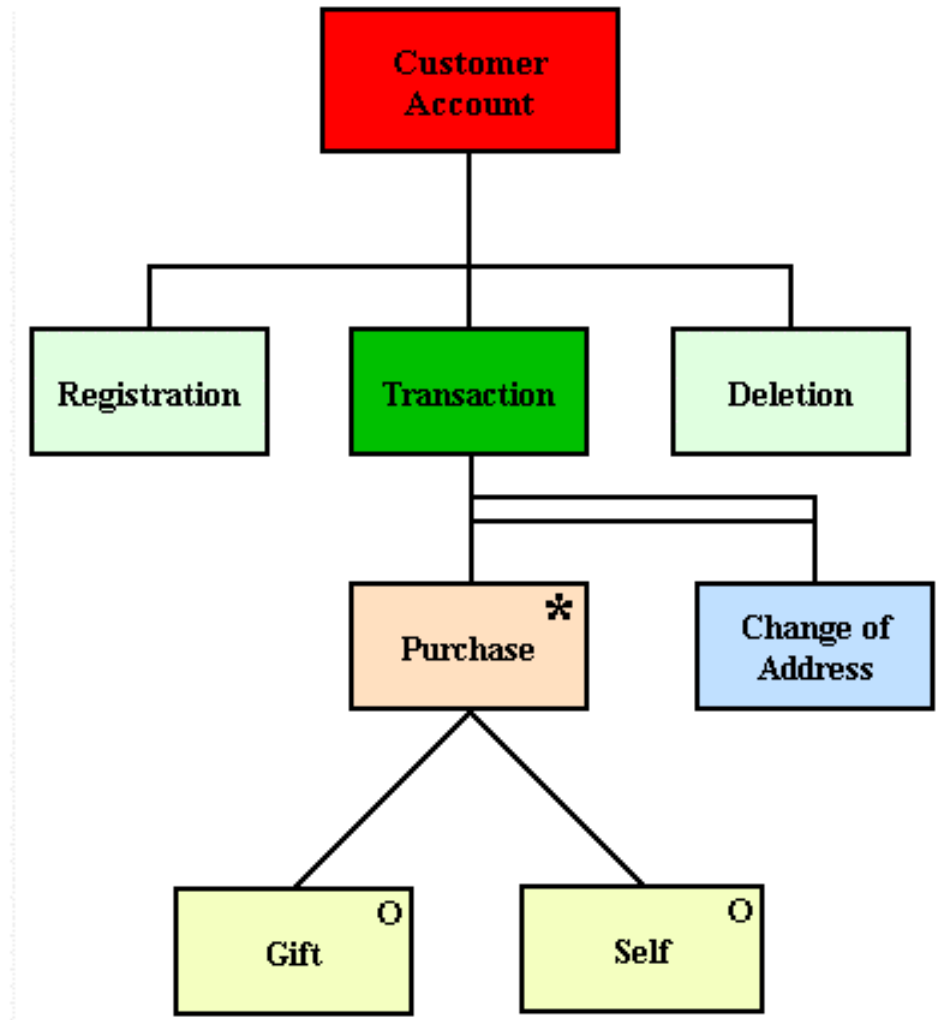 Customer
Account
Registration
Transaction
Deletion
*
Purchase
Change of
Address
O
Gift
O
Self